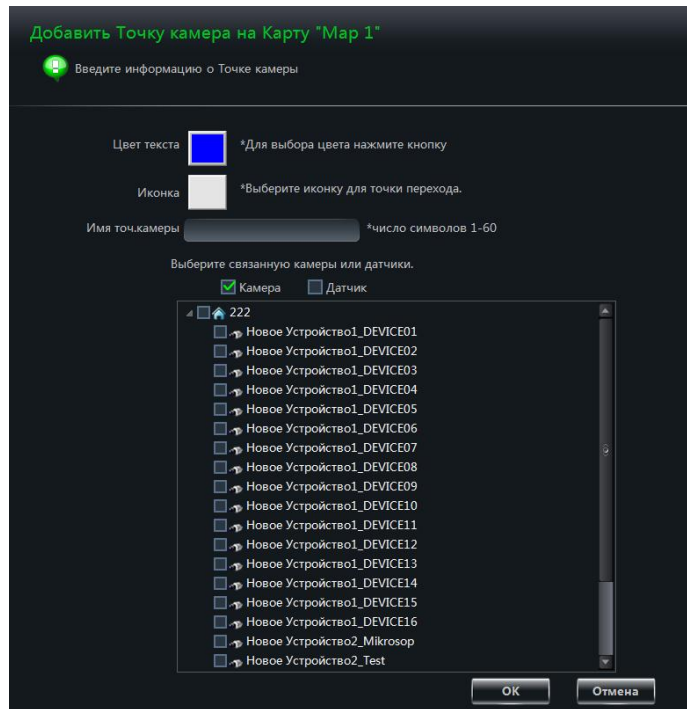 Добавить Точку камера на Карту "Map 1"
Введите информацию о Точке камеры
Цвет текста *Для выбора цвета нажмите кнопку
Иконка *Выберите иконку для точки перехода.
Имя точ.камеры *число символов 1-60
Выберите связанную камеры или датчики.
Камера Датчик
222
Новое Устройство1_DEVICE01
Новое Устройство1_DEVICE02
Новое Устройство1_DEVICE03
Новое Устройство1_DEVICE04
Новое Устройство1_DEVICE05
Новое Устройство1_DEVICE06
Новое Устройство1_DEVICE07
Новое Устройство1_DEVICE08
Новое Устройство1_DEVICE09
Новое Устройство1_DEVICE10
Новое Устройство1_DEVICE11
Новое Устройство1_DEVICE12
Новое Устройство1_DEVICE13
Новое Устройство1_DEVICE14
Новое Устройство1_DEVICE15
Новое Устройство1_DEVICE16
Новое Устройство2_Mikrosop
Новое Устройство2_Test
OK Отмена